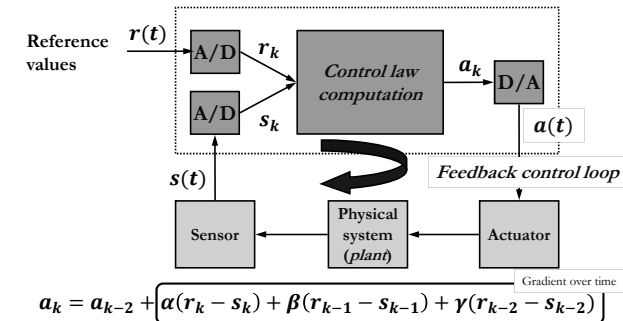 Reference values
r(t)
A/D
r_k
A/D
s_k
Control law
computation
a_k
D/A
a(t)
s(t)
Feedback control loop
Sensor
Physical
system
(plant)
Actuator
Gradient over time
a_k = a_{k-2} + α(r_k − s_k) + β(r_{k-1} − s_{k-1}) + γ(r_{k-2} − s_{k-2})